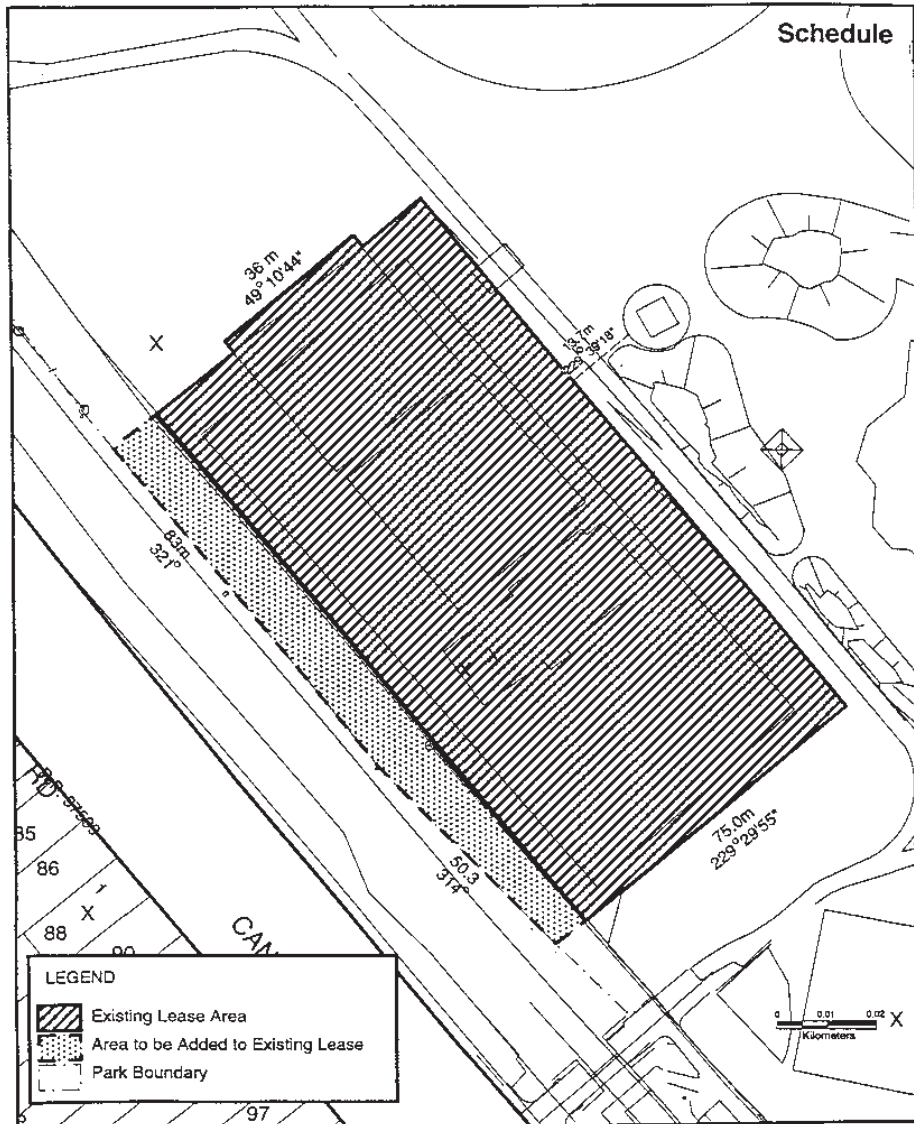 Schedule
36 m
49° 10'44"
X
13.7m
83m
321°
50.3
314°
75.0m
229°29'55"
85
86
X
88
97
LEGEND
Existing Lease Area
Area to be Added to Existing Lease
Park Boundary
0 0.01 0.02
Kilometers
X